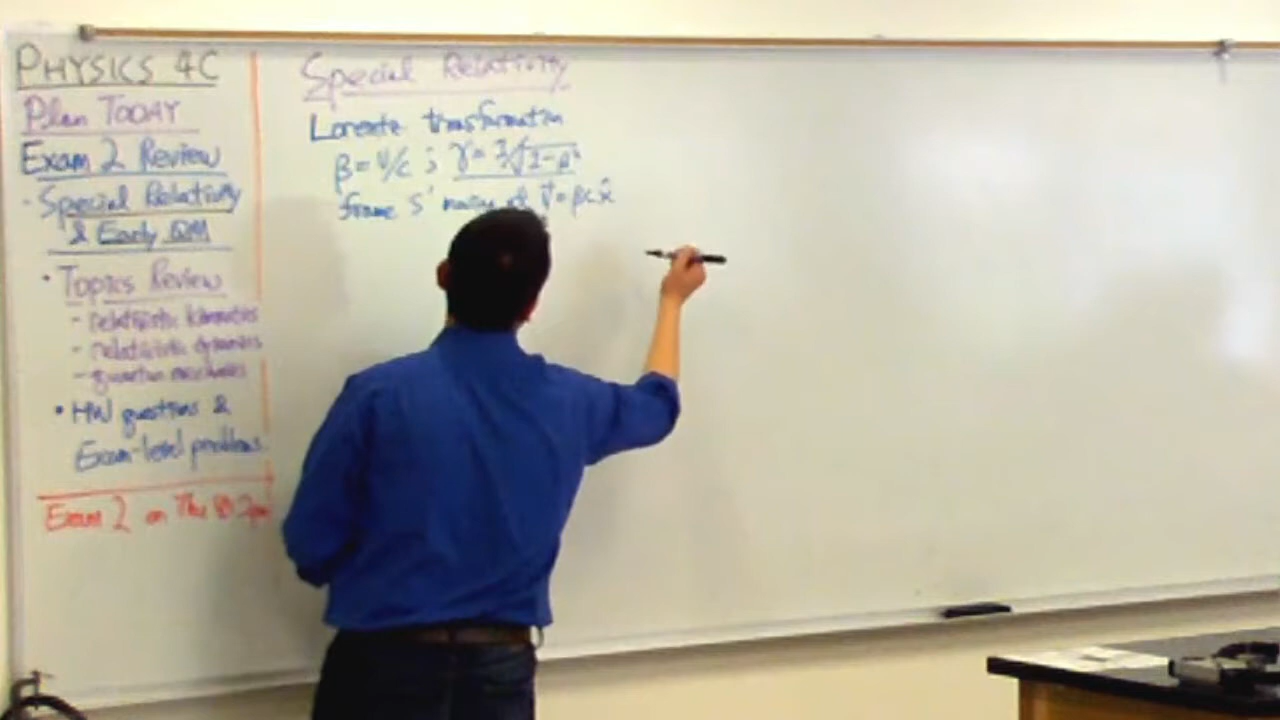 PHYSICS 4C
Plan TODAY
Exam 2 Review
- Special Relativity
& Early QM
• Topics Review
- relativistic kinematics
- relativistic dynamics
- quantum mechanics
• HW questions &
Exam-level problems
Exam 2 on Thu @ 2pm
Special Relativity
Lorentz transformation
β = v/c ; γ = 1/√1-β²
frame S' moving at v⃗ = βc x̂